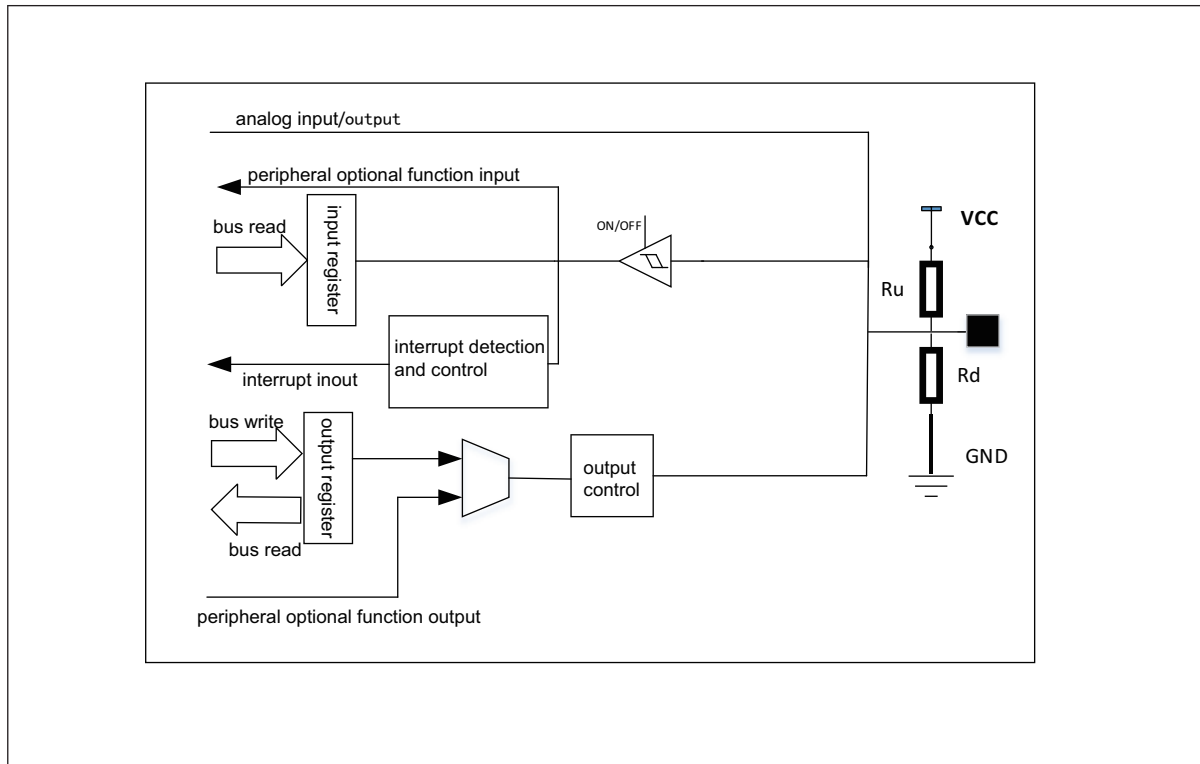 analog input/output
peripheral optional function input
bus read
input register
ON/OFF
VCC
Ru
interrupt detection
and control
interrupt inout
Rd
bus write
output register
output
control
GND
bus read
peripheral optional function output